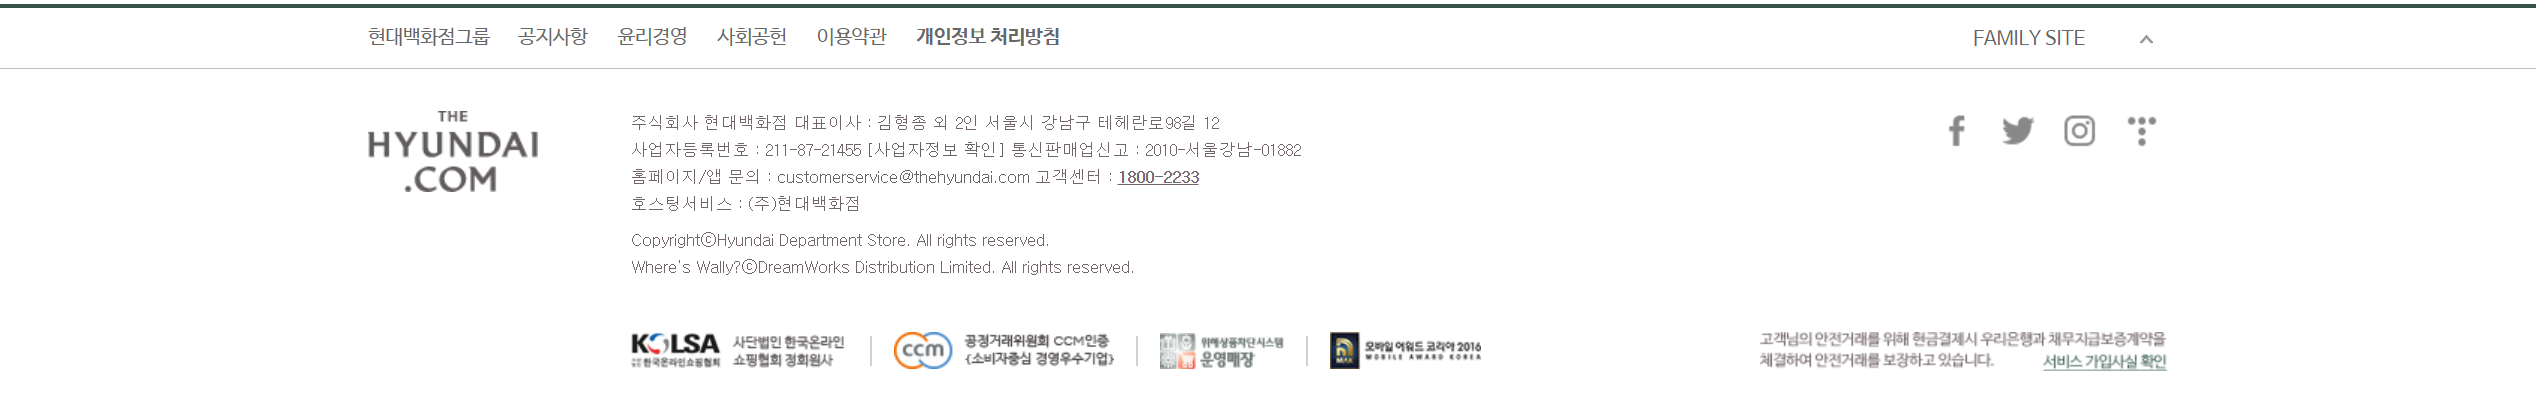 현대백화점그룹 공지사항 윤리경영 사회공헌 이용약관 개인정보 처리방침
FAMILY SITE
THE
HYUNDAI
.COM
주식회사 현대백화점 대표이사 : 김형종 외 2인 서울시 강남구 테헤란로98길 12
사업자등록번호 : 211-87-21455 [사업자정보 확인] 통신판매업신고 : 2010-서울강남-01882
홈페이지/앱 문의 : customerservice@thehyundai.com 고객센터 : 1800-2233
호스팅서비스 : (주)현대백화점
CopyrightⓒHyundai Department Store. All rights reserved.
Where's Wally?ⓒDreamWorks Distribution Limited. All rights reserved.
KOLSA
한국온라인쇼핑협회
사단법인 한국온라인
쇼핑협회 정회원사
ccm
공정거래위원회 CCM인증
{소비자중심 경영우수기업}
위해상품차단시스템
운영매장
모바일 어워드 코리아 2016
MOBILE AWARD KOREA
고객님의 안전거래를 위해 현금결제시 우리은행과 채무지급보증계약을
체결하여 안전거래를 보장하고 있습니다. 서비스 가입사실 확인